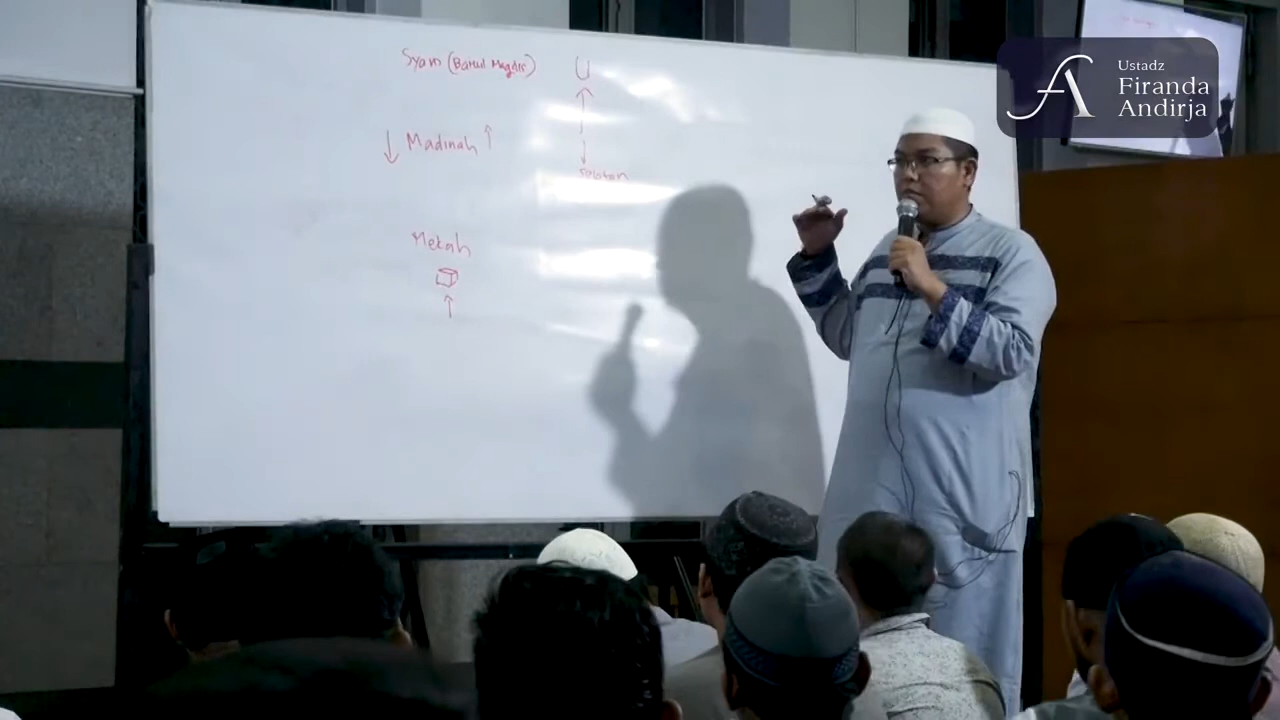 Syam (Baitul Maqdis)
U
Madinah
Selatan
Mekah
Ustadz
Firanda
Andirja